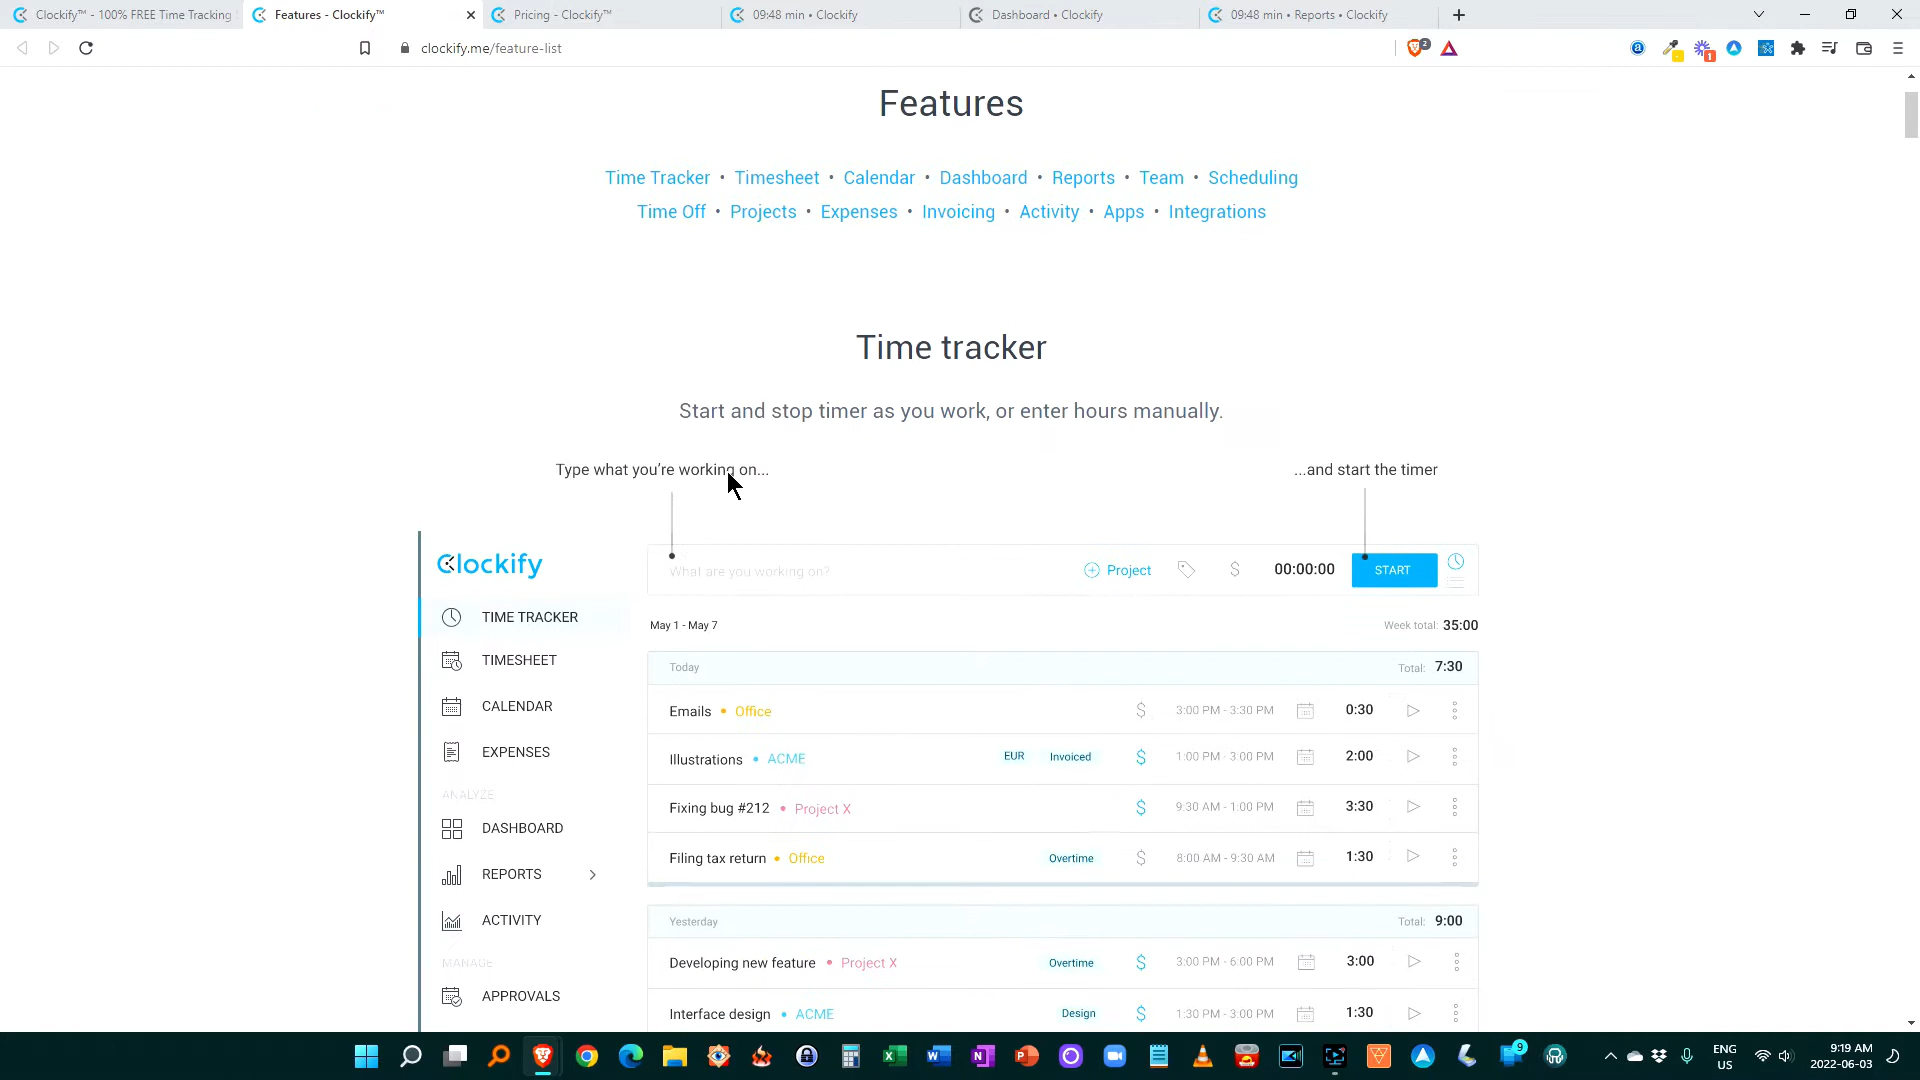 Clockify™ - 100% FREE Time Tracking
Features - Clockify™
Pricing - Clockify™
09:48 min • Clockify
Dashboard • Clockify
09:48 min • Reports • Clockify
clockify.me/feature-list
2
1
Features
Time Tracker • Timesheet • Calendar • Dashboard • Reports • Team • Scheduling
Time Off • Projects • Expenses • Invoicing • Activity • Apps • Integrations
Time tracker
Start and stop timer as you work, or enter hours manually.
Type what you're working on...
...and start the timer
Clockify
What are you working on?
Project
$
00:00:00
START
TIME TRACKER
May 1 - May 7
Week total: 35:00
TIMESHEET
Today
Total: 7:30
CALENDAR
Emails • Office
$ 3:00 PM - 3:30 PM 0:30
EXPENSES
Illustrations • ACME
EUR Invoiced $ 1:00 PM - 3:00 PM 2:00
ANALYZE
Fixing bug #212 • Project X
$ 9:30 AM - 1:00 PM 3:30
DASHBOARD
Filing tax return • Office
Overtime $ 8:00 AM - 9:30 AM 1:30
REPORTS
ACTIVITY
Yesterday
Total: 9:00
MANAGE
Developing new feature • Project X
Overtime $ 3:00 PM - 6:00 PM 3:00
APPROVALS
Interface design • ACME
Design $ 1:30 PM - 3:00 PM 1:30
9
ENG
US
9:19 AM
2022-06-03